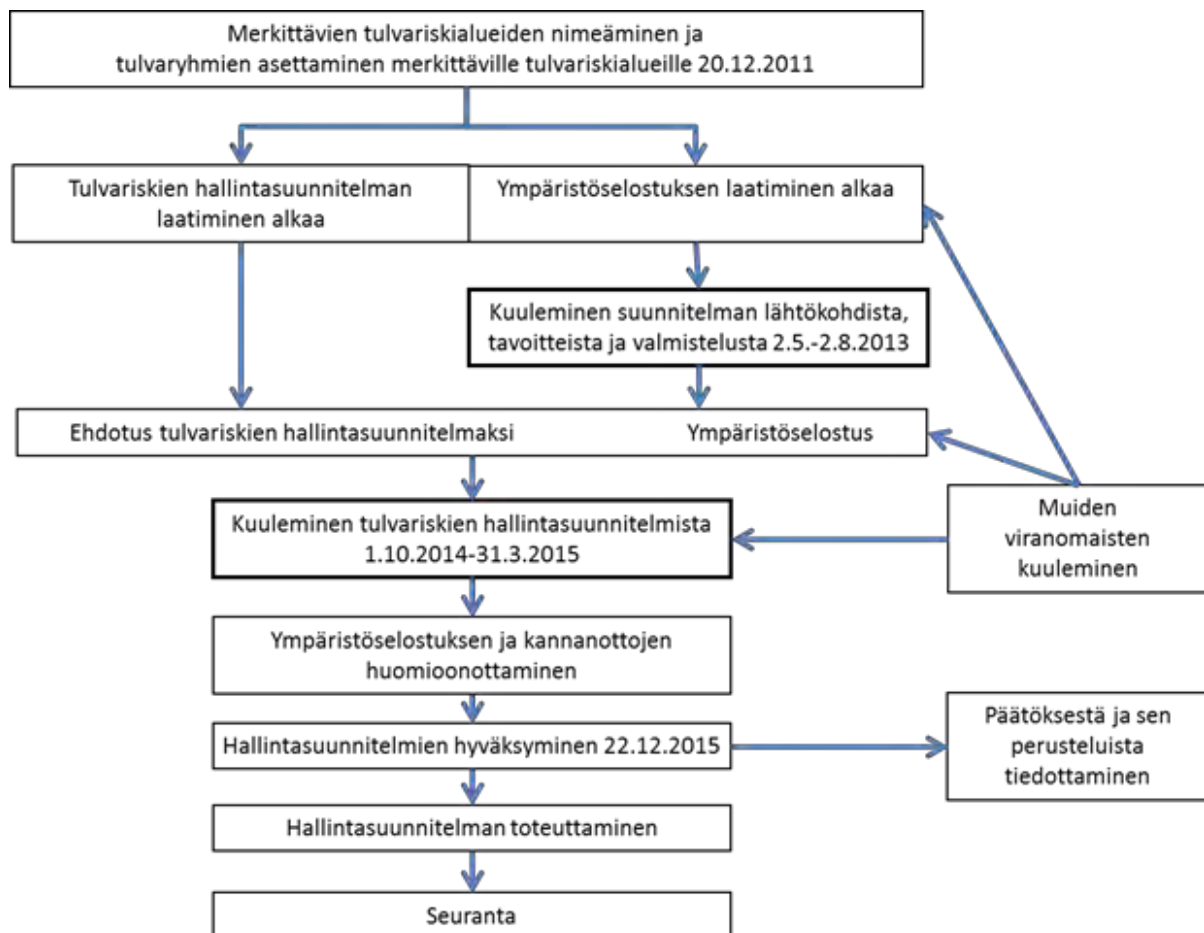 Merkittävien tulvariskialueiden nimeäminen ja
tulvaryhmien asettaminen merkittäville tulvariskialueille 20.12.2011
Tulvariskien hallintasuunnitelman
laatiminen alkaa
Ympäristöselostuksen laatiminen alkaa
Kuuleminen suunnitelman lähtökohdista,
tavoitteista ja valmistelusta 2.5.-2.8.2013
Ehdotus tulvariskien hallintasuunnitelmaksi
Ympäristöselostus
Kuuleminen tulvariskien hallintasuunnitelmista
1.10.2014-31.3.2015
Muiden
viranomaisten
kuuleminen
Ympäristöselostuksen ja kannanottojen
huomioonottaminen
Hallintasuunnitelmien hyväksyminen 22.12.2015
Päätöksestä ja sen
perusteluista
tiedottaminen
Hallintasuunnitelman toteuttaminen
Seuranta